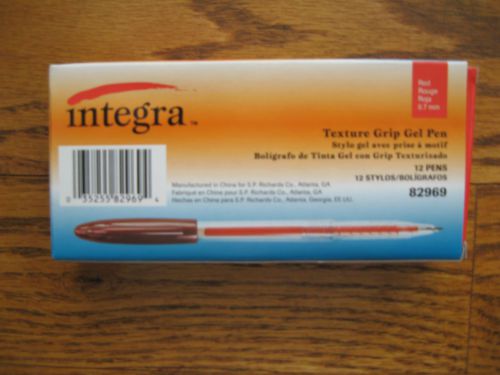 integra™
Red
Rouge
Roja
0.7 mm
Texture Grip Gel Pen
Stylo gel avec prise à motif
Bolígrafo de Tinta Gel con Grip Texturizado
12 PENS
12 STYLOS/BOLÍGRAFOS
82969
Manufactured in China for S.P. Richards Co., Atlanta, GA
Fabriqué en Chine pour S.P. Richards Co., Atlanta, GA
Hechas en China para S.P. Richards Co., Atlanta, Georgia, EE.UU.
0 35255 82969 4